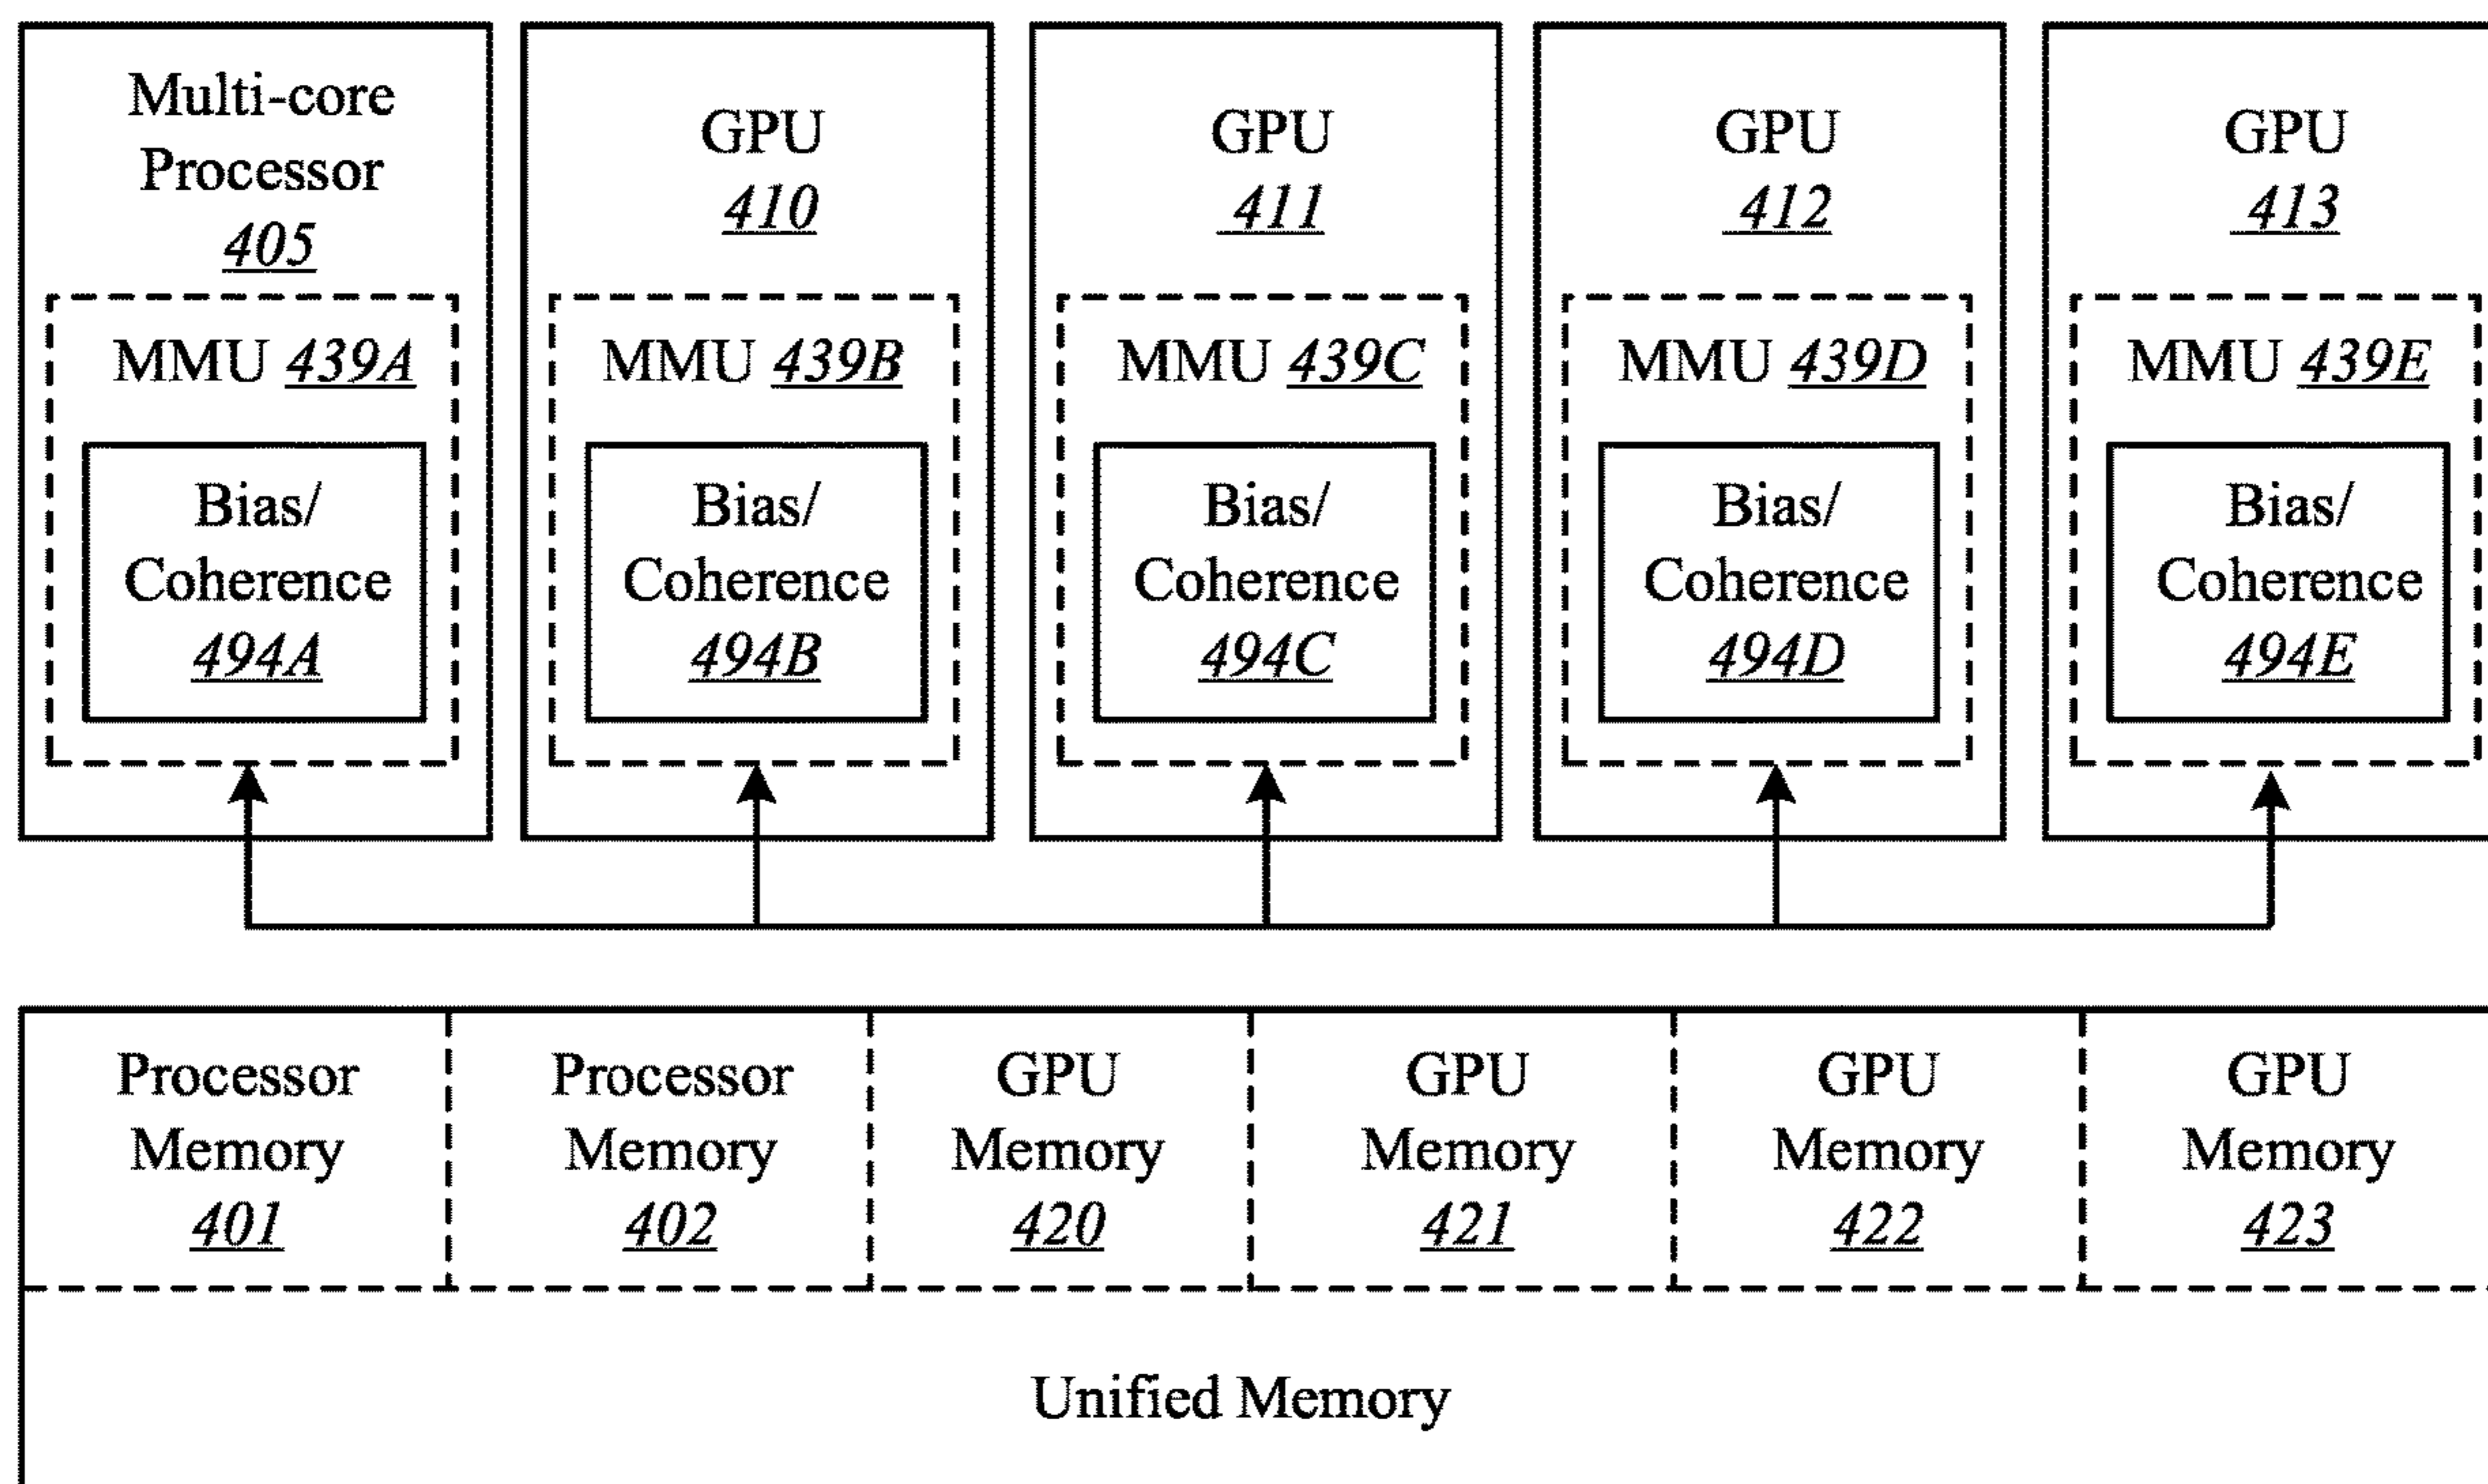 Multi-core
Processor
405
MMU 439A
Bias/
Coherence
494A
GPU
410
MMU 439B
Bias/
Coherence
494B
GPU
411
MMU 439C
Bias/
Coherence
494C
GPU
412
MMU 439D
Bias/
Coherence
494D
GPU
413
MMU 439E
Bias/
Coherence
494E
Processor
Memory
401
Processor
Memory
402
GPU
Memory
420
GPU
Memory
421
GPU
Memory
422
GPU
Memory
423
Unified Memory